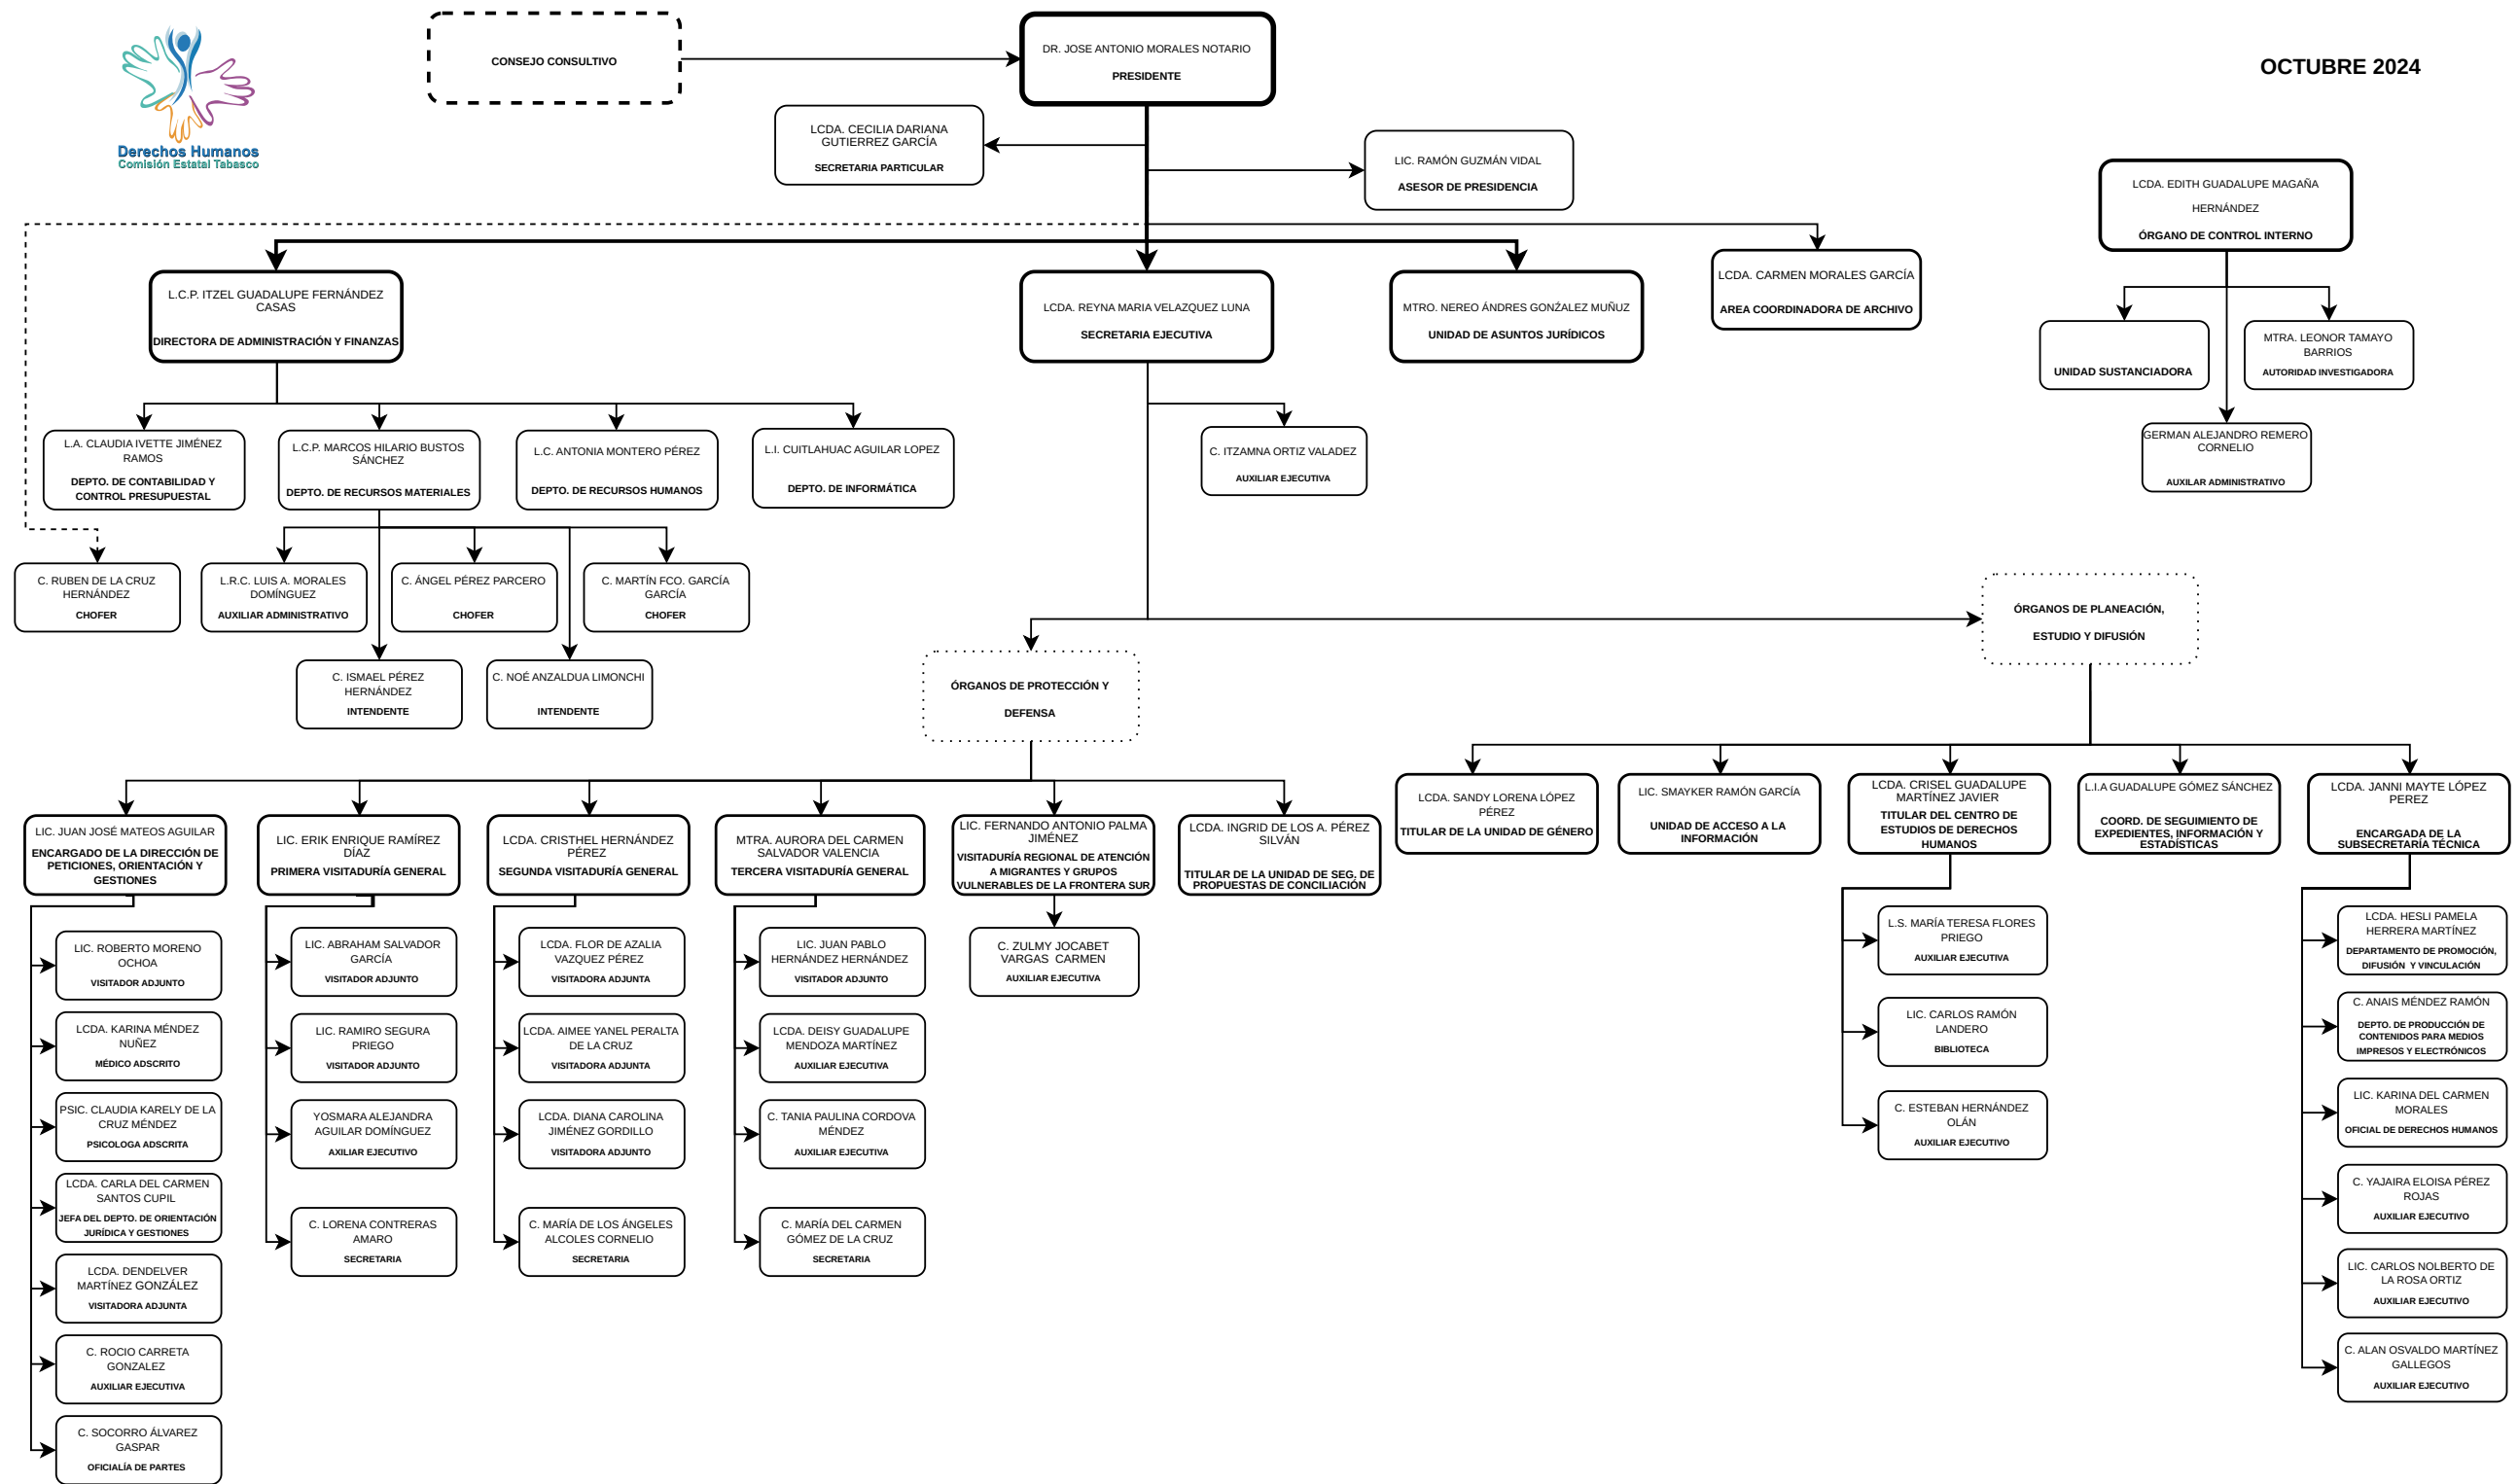 CONSEJO CONSULTIVO
DR. JOSE ANTONIO MORALES NOTARIO
PRESIDENTE
OCTUBRE 2024
Derechos Humanos
Comisión Estatal Tabasco
LCDA. CECILIA DARIANA
GUTIERREZ GARCÍA
SECRETARIA PARTICULAR
LIC. RAMÓN GUZMÁN VIDAL
ASESOR DE PRESIDENCIA
LCDA. EDITH GUADALUPE MAGAÑA
HERNÁNDEZ
ÓRGANO DE CONTROL INTERNO
L.C.P. ITZEL GUADALUPE FERNÁNDEZ
CASAS
DIRECTORA DE ADMINISTRACIÓN Y FINANZAS
LCDA. REYNA MARIA VELAZQUEZ LUNA
SECRETARIA EJECUTIVA
MTRO. NEREO ÁNDRES GONŹALEZ MUÑUZ
UNIDAD DE ASUNTOS JURÍDICOS
LCDA. CARMEN MORALES GARCÍA
AREA COORDINADORA DE ARCHIVO
UNIDAD SUSTANCIADORA
MTRA. LEONOR TAMAYO
BARRIOS
AUTORIDAD INVESTIGADORA
GERMAN ALEJANDRO REMERO
CORNELIO
AUXILAR ADMINISTRATIVO
L.A. CLAUDIA IVETTE JIMÉNEZ
RAMOS
DEPTO. DE CONTABILIDAD Y
CONTROL PRESUPUESTAL
L.C.P. MARCOS HILARIO BUSTOS
SÁNCHEZ
DEPTO. DE RECURSOS MATERIALES
L.C. ANTONIA MONTERO PÉREZ
DEPTO. DE RECURSOS HUMANOS
L.I. CUITLAHUAC AGUILAR LOPEZ
DEPTO. DE INFORMÁTICA
C. ITZAMNA ORTIZ VALADEZ
AUXILIAR EJECUTIVA
C. RUBEN DE LA CRUZ
HERNÁNDEZ
CHOFER
L.R.C. LUIS A. MORALES
DOMÍNGUEZ
AUXILIAR ADMINISTRATIVO
C. ÁNGEL PÉREZ PARCERO
CHOFER
C. MARTÍN FCO. GARCÍA
GARCÍA
CHOFER
C. ISMAEL PÉREZ
HERNÁNDEZ
INTENDENTE
C. NOÉ ANZALDUA LIMONCHI
INTENDENTE
ÓRGANOS DE PROTECCIÓN Y
DEFENSA
ÓRGANOS DE PLANEACIÓN,
ESTUDIO Y DIFUSIÓN
LIC. JUAN JOSÉ MATEOS AGUILAR
ENCARGADO DE LA DIRECCIÓN DE
PETICIONES, ORIENTACIÓN Y
GESTIONES
LIC. ERIK ENRIQUE RAMÍREZ
DÍAZ
PRIMERA VISITADURÍA GENERAL
LCDA. CRISTHEL HERNÁNDEZ
PÉREZ
SEGUNDA VISITADURÍA GENERAL
MTRA. AURORA DEL CARMEN
SALVADOR VALENCIA
TERCERA VISITADURÍA GENERAL
LIC. FERNANDO ANTONIO PALMA
JIMÉNEZ
VISITADURÍA REGIONAL DE ATENCIÓN
A MIGRANTES Y GRUPOS
VULNERABLES DE LA FRONTERA SUR
LCDA. INGRID DE LOS A. PÉREZ
SILVÁN
TITULAR DE LA UNIDAD DE SEG. DE
PROPUESTAS DE CONCILIACIÓN
LCDA. SANDY LORENA LÓPEZ
PÉREZ
TITULAR DE LA UNIDAD DE GÉNERO
LIC. SMAYKER RAMÓN GARCÍA
UNIDAD DE ACCESO A LA
INFORMACIÓN
LCDA. CRISEL GUADALUPE
MARTÍNEZ JAVIER
TITULAR DEL CENTRO DE
ESTUDIOS DE DERECHOS
HUMANOS
L.I.A GUADALUPE GÓMEZ SÁNCHEZ
COORD. DE SEGUIMIENTO DE
EXPEDIENTES, INFORMACIÓN Y
ESTADÍSTICAS
LCDA. JANNI MAYTE LÓPEZ
PEREZ
ENCARGADA DE LA
SUBSECRETARÍA TÉCNICA
LIC. ROBERTO MORENO
OCHOA
VISITADOR ADJUNTO
LCDA. KARINA MÉNDEZ
NUÑEZ
MÉDICO ADSCRITO
PSIC. CLAUDIA KARELY DE LA
CRUZ MÉNDEZ
PSICOLOGA ADSCRITA
LCDA. CARLA DEL CARMEN
SANTOS CUPIL
JEFA DEL DEPTO. DE ORIENTACIÓN
JURÍDICA Y GESTIONES
LCDA. DENDELVER
MARTÍNEZ GONZÁLEZ
VISITADORA ADJUNTA
C. ROCIO CARRETA
GONZALEZ
AUXILIAR EJECUTIVA
C. SOCORRO ÁLVAREZ
GASPAR
OFICIALÍA DE PARTES
LIC. ABRAHAM SALVADOR
GARCÍA
VISITADOR ADJUNTO
LIC. RAMIRO SEGURA
PRIEGO
VISITADOR ADJUNTO
YOSMARA ALEJANDRA
AGUILAR DOMÍNGUEZ
AXILIAR EJECUTIVO
C. LORENA CONTRERAS
AMARO
SECRETARIA
LCDA. FLOR DE AZALIA
VAZQUEZ PÉREZ
VISITADORA ADJUNTA
LCDA. AIMEE YANEL PERALTA
DE LA CRUZ
VISITADORA ADJUNTA
LCDA. DIANA CAROLINA
JIMÉNEZ GORDILLO
VISITADORA ADJUNTO
C. MARÍA DE LOS ÁNGELES
ALCOLES CORNELIO
SECRETARIA
LIC. JUAN PABLO
HERNÁNDEZ HERNÁNDEZ
VISITADOR ADJUNTO
LCDA. DEISY GUADALUPE
MENDOZA MARTÍNEZ
AUXILIAR EJECUTIVA
C. TANIA PAULINA CORDOVA
MÉNDEZ
AUXILIAR EJECUTIVA
C. MARÍA DEL CARMEN
GÓMEZ DE LA CRUZ
SECRETARIA
C. ZULMY JOCABET
VARGAS CARMEN
AUXILIAR EJECUTIVA
L.S. MARÍA TERESA FLORES
PRIEGO
AUXILIAR EJECUTIVA
LIC. CARLOS RAMÓN
LANDERO
BIBLIOTECA
C. ESTEBAN HERNÁNDEZ
OLÁN
AUXILIAR EJECUTIVO
LCDA. HESLI PAMELA
HERRERA MARTÍNEZ
DEPARTAMENTO DE PROMOCIÓN,
DIFUSIÓN Y VINCULACIÓN
C. ANAIS MÉNDEZ RAMÓN
DEPTO. DE PRODUCCIÓN DE
CONTENIDOS PARA MEDIOS
IMPRESOS Y ELECTRÓNICOS
LIC. KARINA DEL CARMEN
MORALES
OFICIAL DE DERECHOS HUMANOS
C. YAJAIRA ELOISA PÉREZ
ROJAS
AUXILIAR EJECUTIVO
LIC. CARLOS NOLBERTO DE
LA ROSA ORTIZ
AUXILIAR EJECUTIVO
C. ALAN OSVALDO MARTÍNEZ
GALLEGOS
AUXILIAR EJECUTIVO